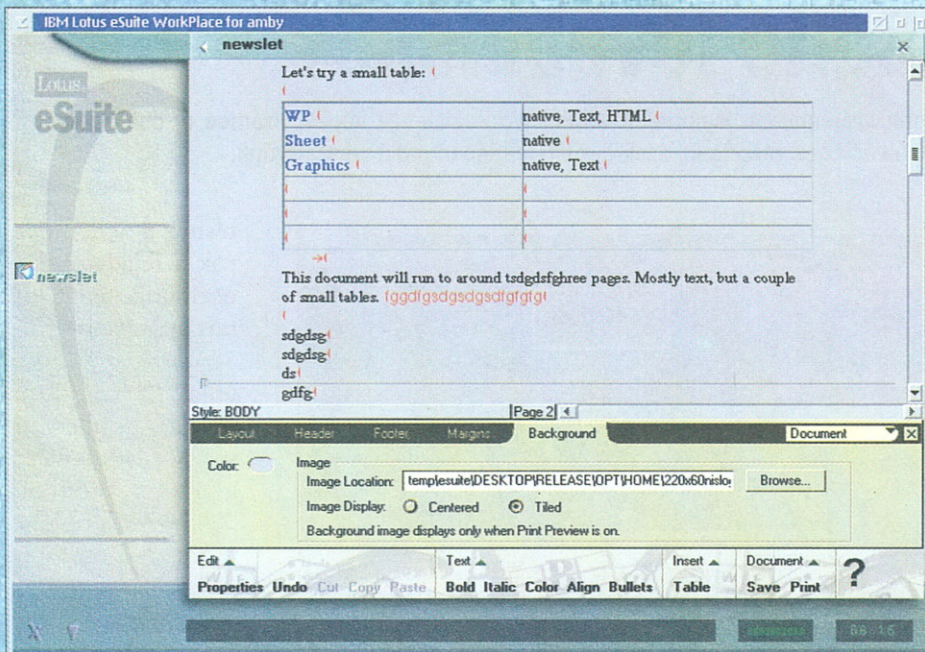 IBM Lotus eSuite WorkPlace for amby
newslet
Lotus
eSuite
newslet
Let's try a small table:
WP native, Text, HTML
Sheet native
Graphics native, Text
This document will run to around tsdgdsfghree pages. Mostly text, but a couple
of small tables. fggdfgsdgsdgsdfgfgfg
sdgdsg
sdgdsg
ds
gdfg
Style: BODY Page 2
Layout Header Footer Margins Background Document
Color: Image
Image Location: temp\esuite\DESKTOP\RELEASE\OPT\HOME\220x60nislo
Browse...
Image Display: Centered Tiled
Background image displays only when Print Preview is on.
Edit Text Insert Document ?
Properties Undo Cut Copy Paste Bold Italic Color Align Bullets Table Save Print
08:16